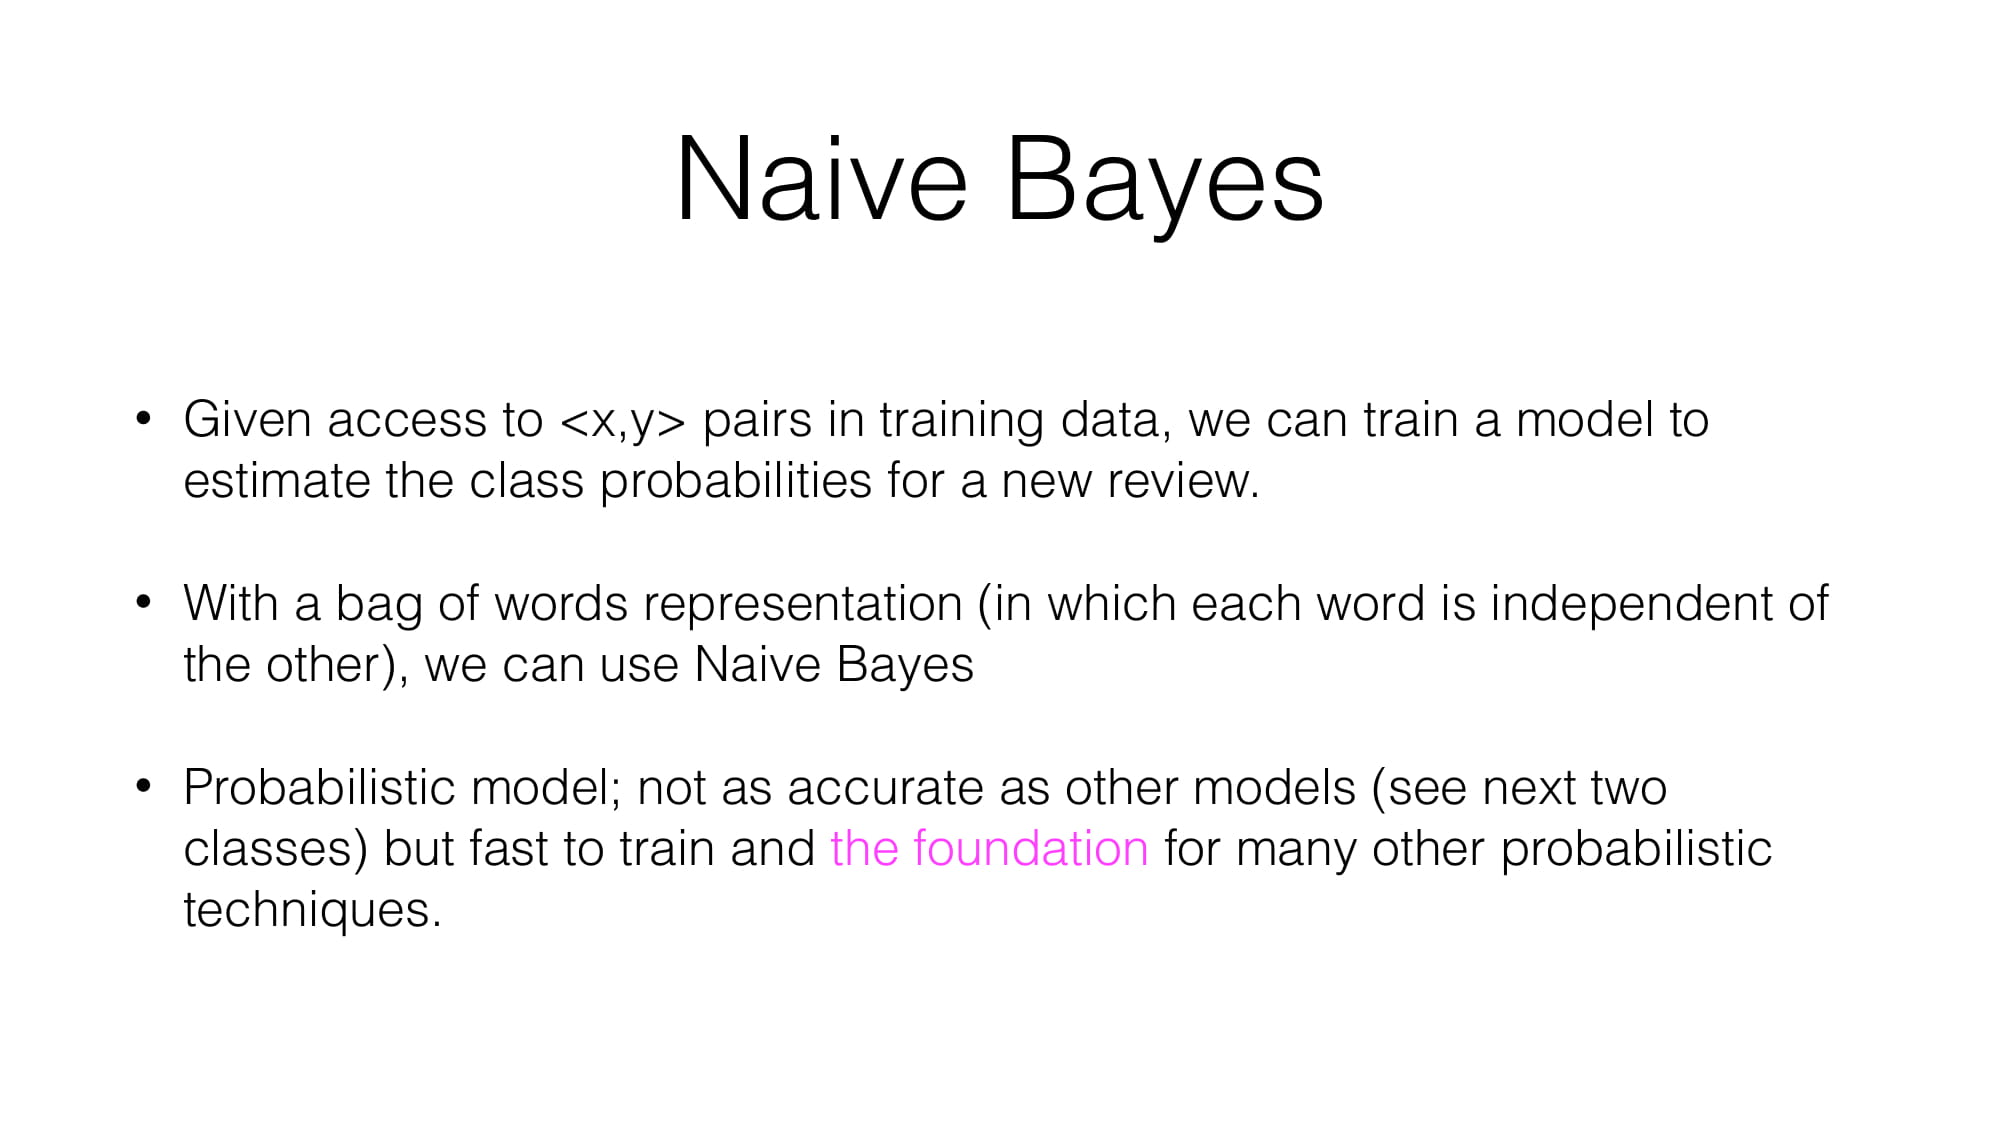 Naive Bayes
• Given access to <x,y> pairs in training data, we can train a model to
estimate the class probabilities for a new review.
• With a bag of words representation (in which each word is independent of
the other), we can use Naive Bayes
• Probabilistic model; not as accurate as other models (see next two
classes) but fast to train and the foundation for many other probabilistic
techniques.